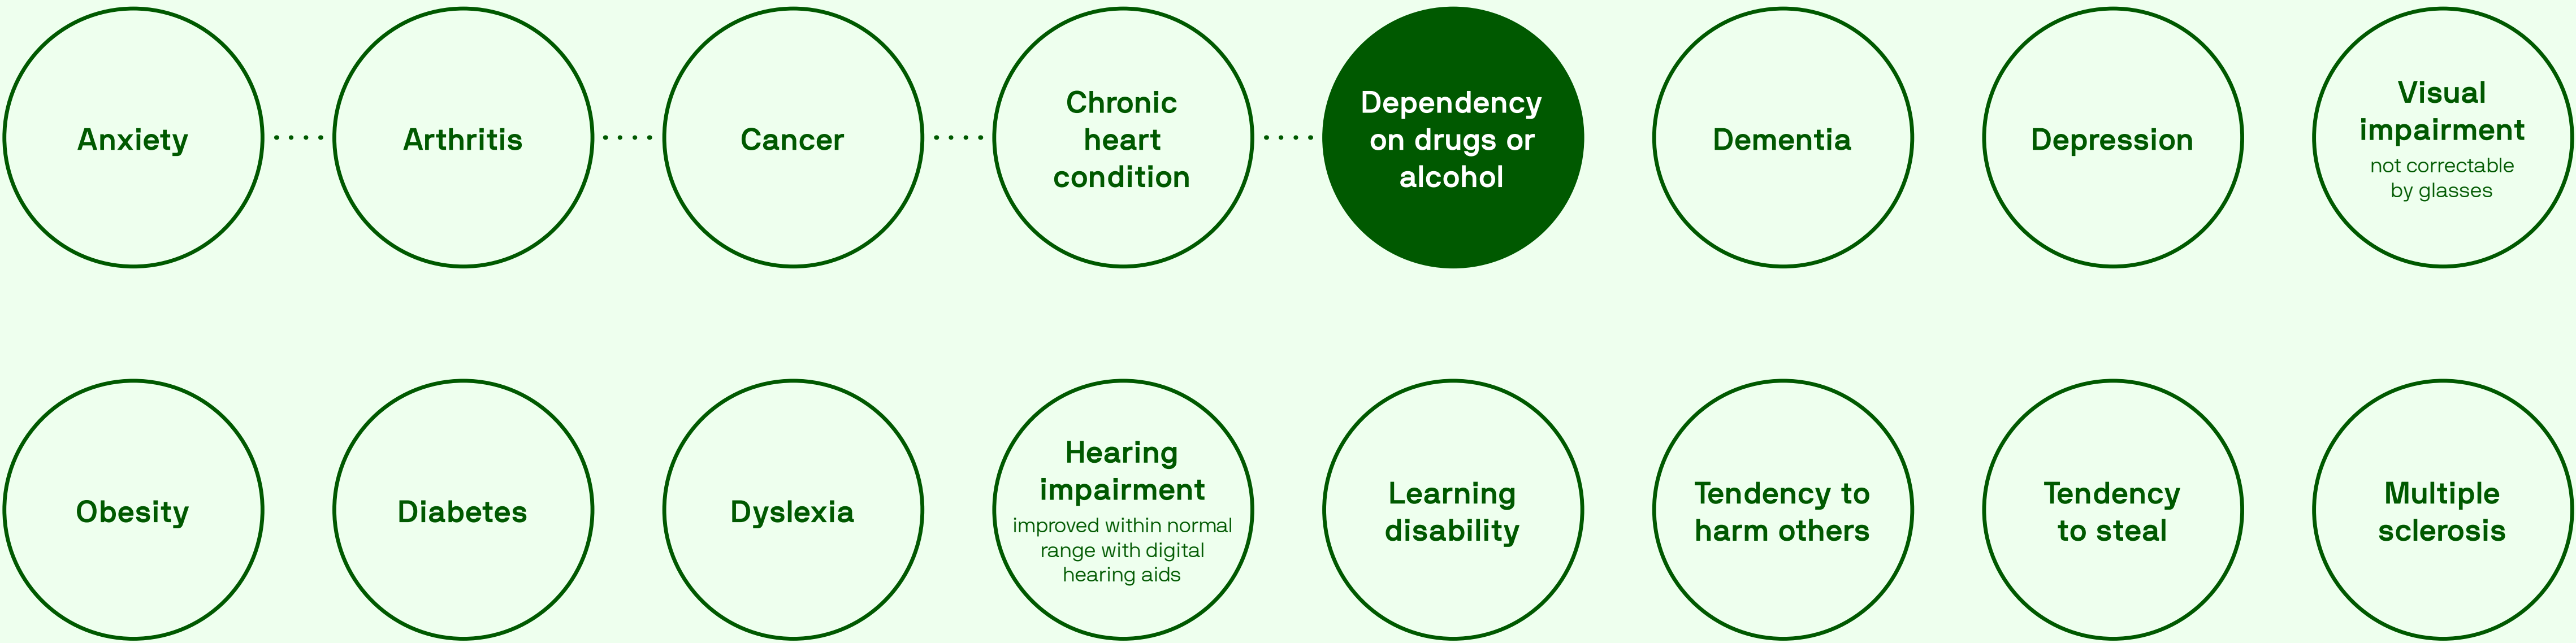 Anxiety
Arthritis
Cancer
Chronic
heart
condition
Dependency
on drugs or
alcohol
Dementia
Depression
Visual
impairment
not correctable
by glasses
Obesity
Diabetes
Dyslexia
Hearing
impairment
improved within normal
range with digital
hearing aids
Learning
disability
Tendency to
harm others
Tendency
to steal
Multiple
sclerosis